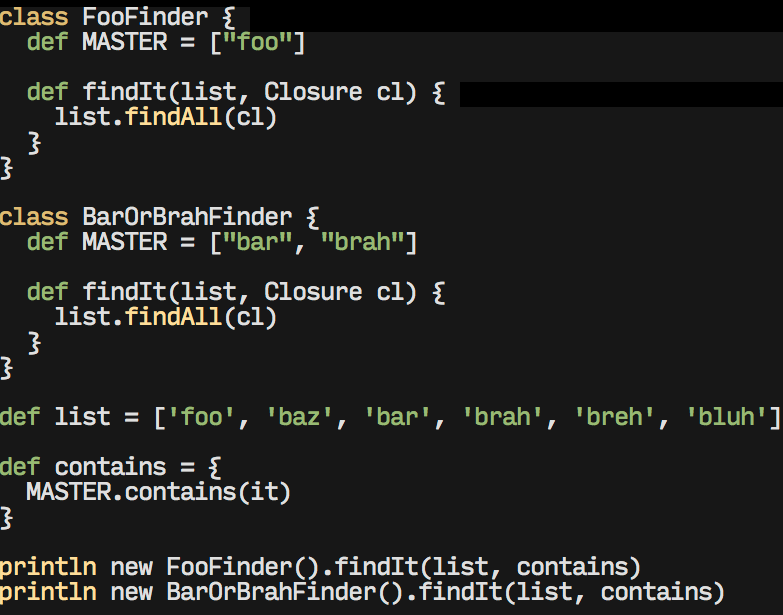 class FooFinder {
  def MASTER = ["foo"]

  def findIt(list, Closure cl) {
    list.findAll(cl)
  }
}

class BarOrBrahFinder {
  def MASTER = ["bar", "brah"]

  def findIt(list, Closure cl) {
    list.findAll(cl)
  }
}

def list = ['foo', 'baz', 'bar', 'brah', 'breh', 'bluh']

def contains = {
  MASTER.contains(it)
}

println new FooFinder().findIt(list, contains)
println new BarOrBrahFinder().findIt(list, contains)